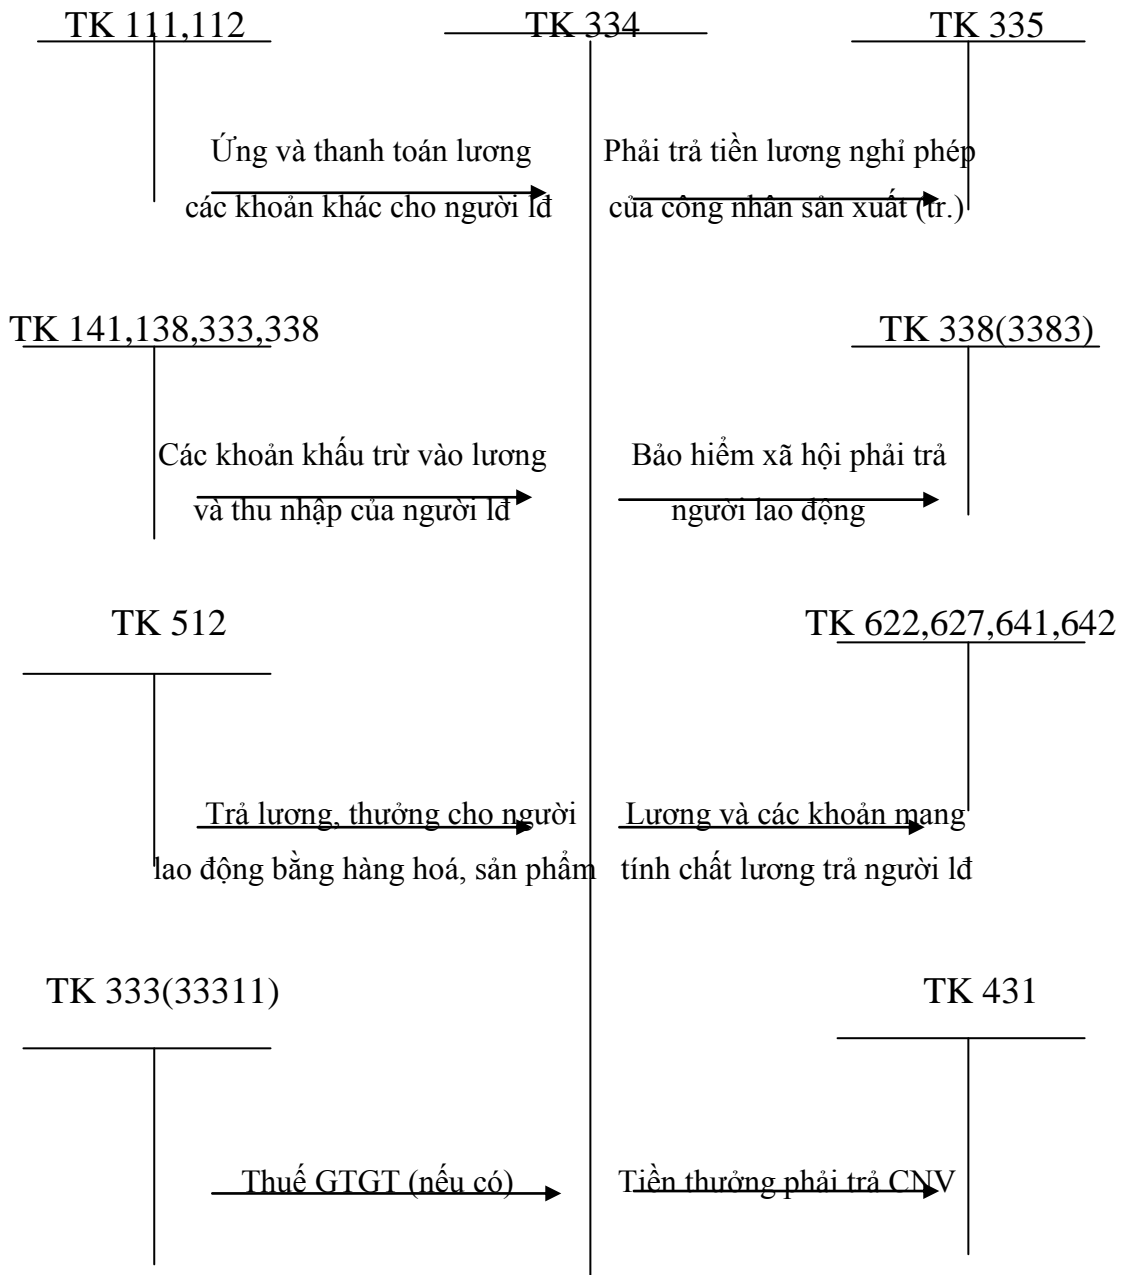 TK 111,112
TK 334
TK 335
Ứng và thanh toán lương
các khoản khác cho người lđ
Phải trả tiền lương nghỉ phép
của công nhân sản xuất (tr.)
TK 141,138,333,338
TK 338(3383)
Các khoản khấu trừ vào lương
và thu nhập của người lđ
Bảo hiểm xã hội phải trả
người lao động
TK 512
TK 622,627,641,642
Trả lương, thưởng cho người
lao động bằng hàng hoá, sản phẩm
Lương và các khoản mang
tính chất lương trả người lđ
TK 333(33311)
TK 431
Thuế GTGT (nếu có)
Tiền thưởng phải trả CNV